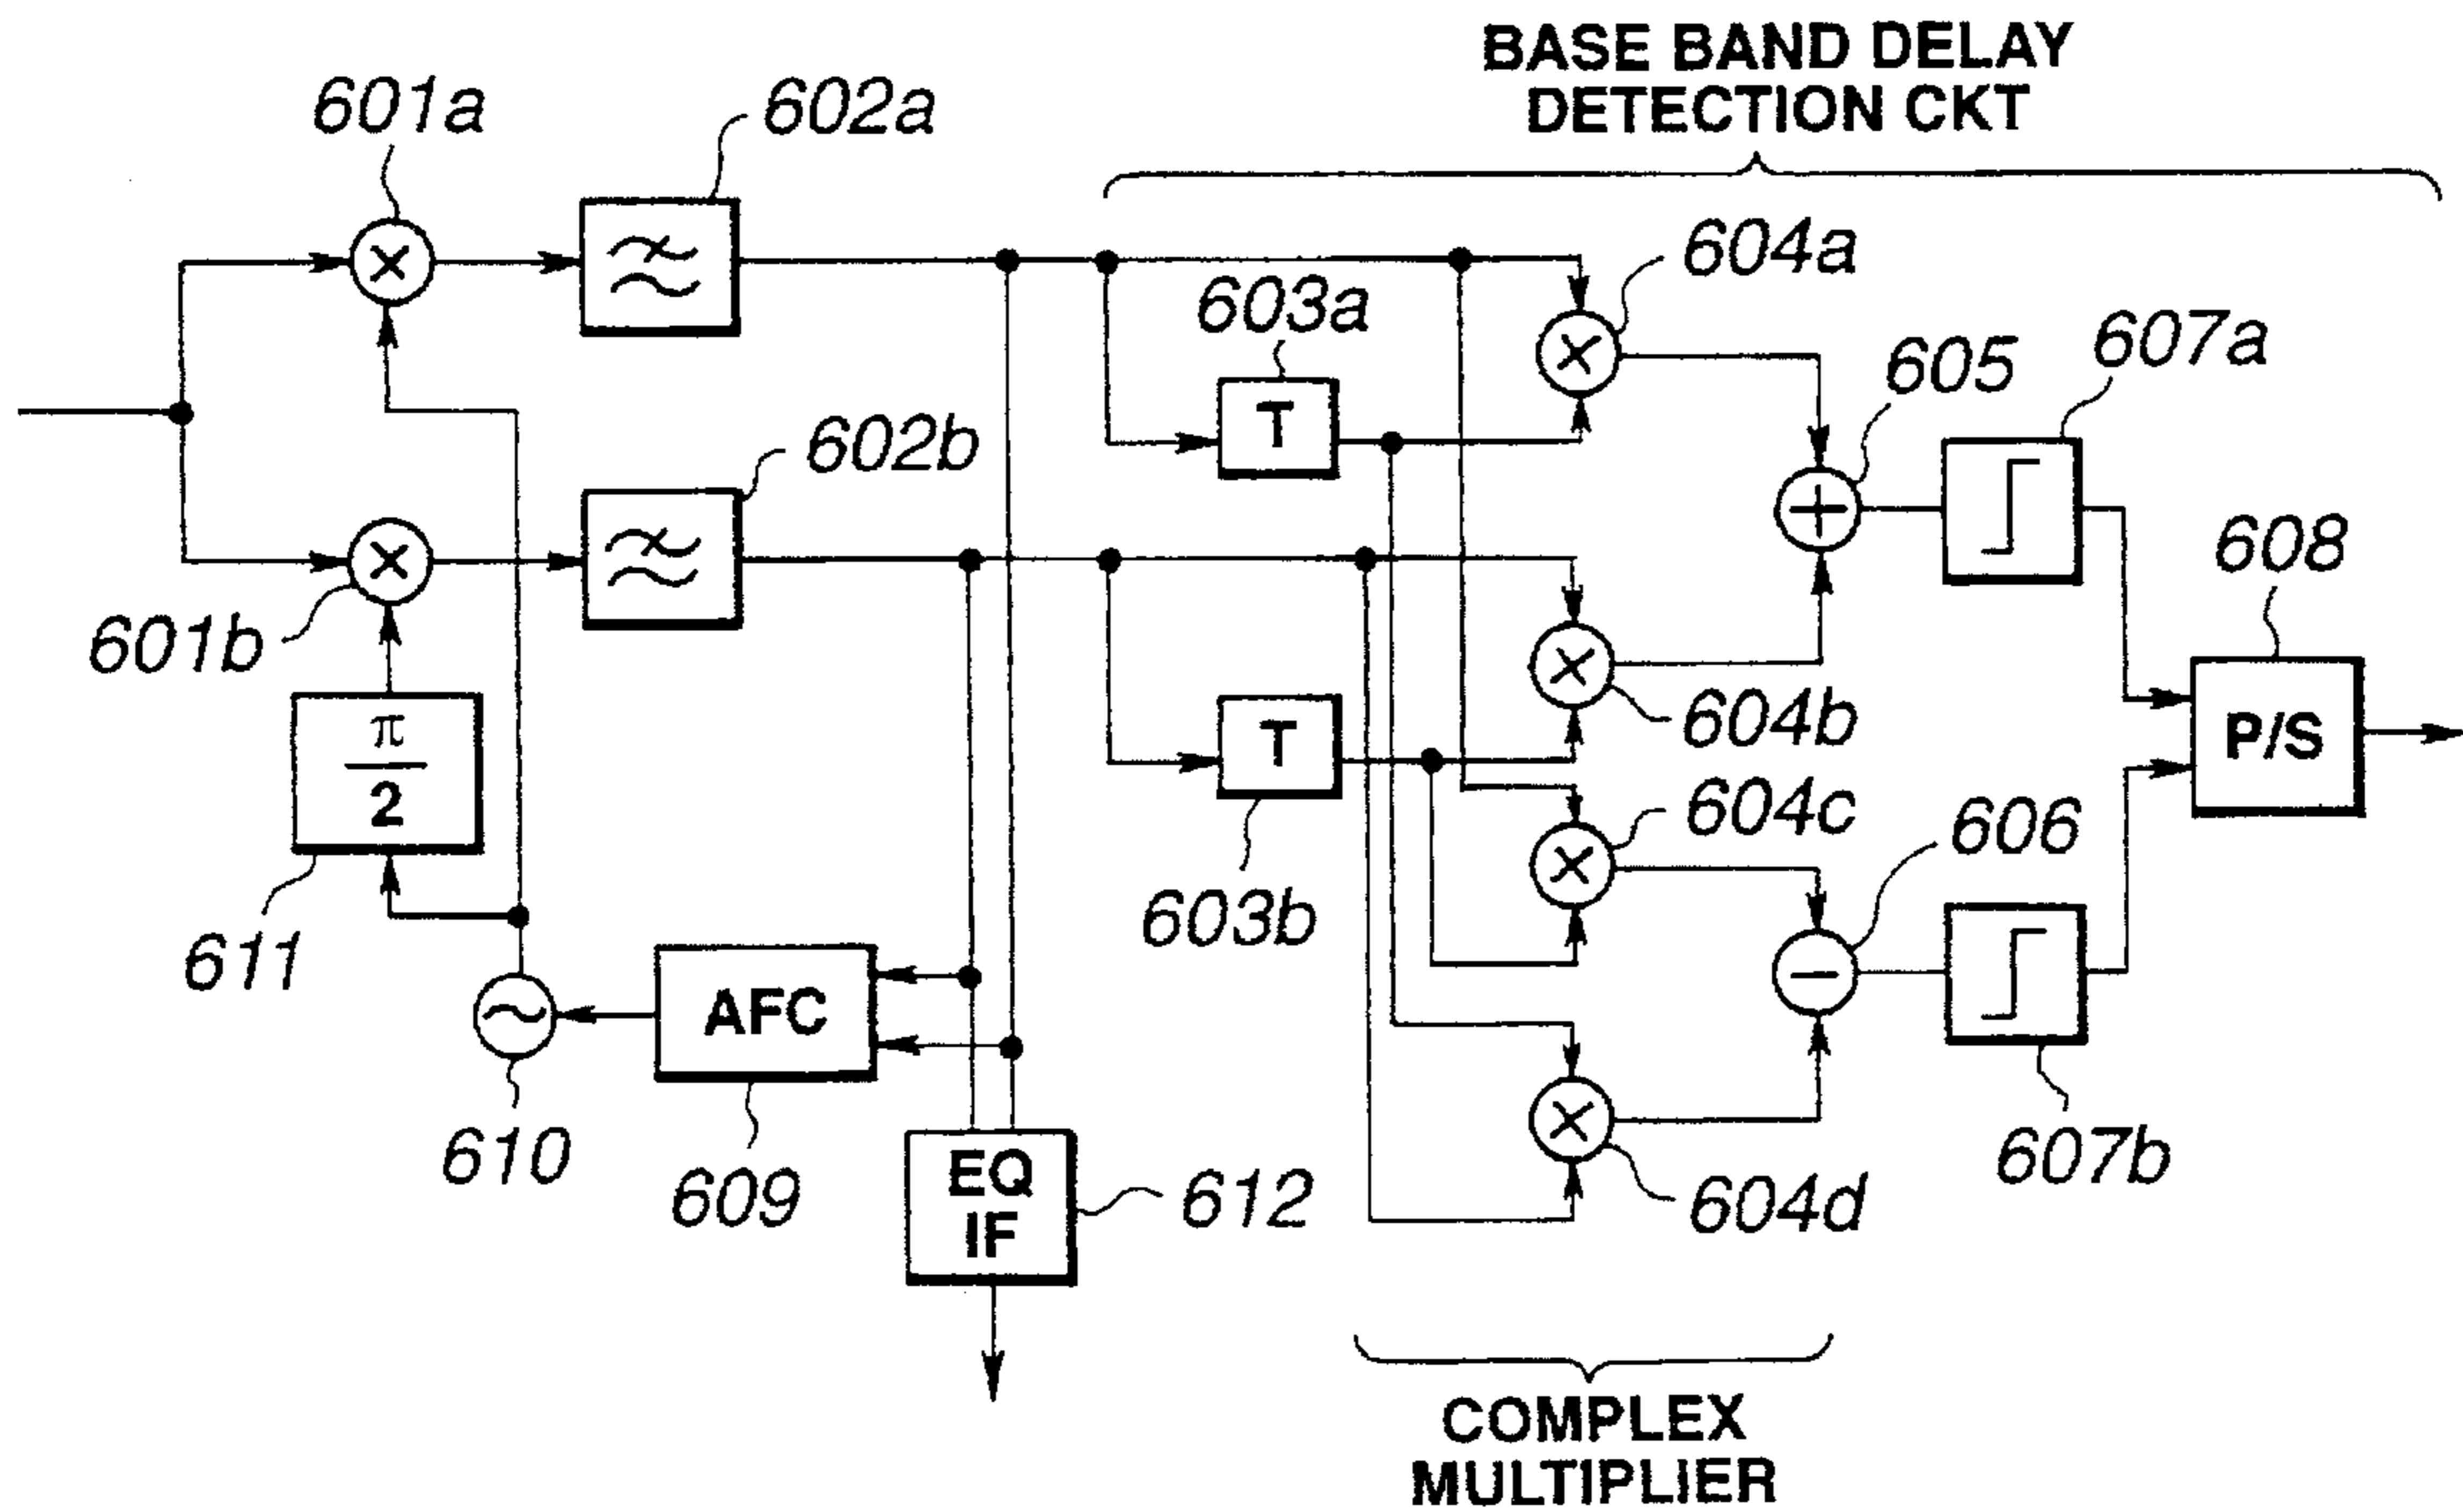 BASE BAND DELAY
DETECTION CKT
601a
602a
604a
603a
607a
605
T
602b
608
601b
604b
π
2
T
P/S
604c
606
603b
611
AFC
610
609
EQ
IF
612
607b
604d
COMPLEX
MULTIPLIER